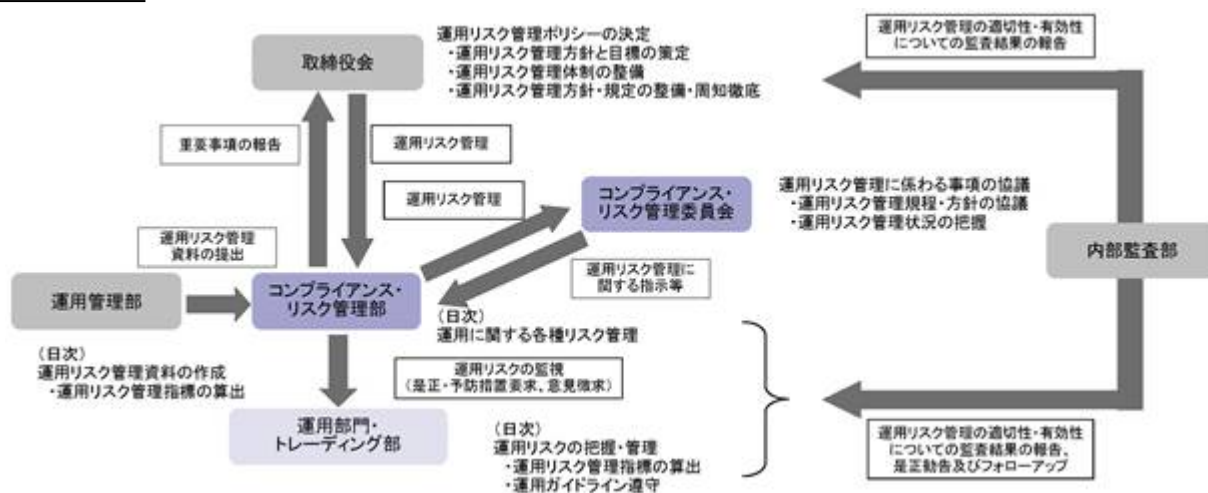 運用リスク管理ポリシーの決定
・運用リスク管理方針と目標の策定
・運用リスク管理体制の整備
・運用リスク管理方針・規定の整備・周知徹底
取締役会
運用リスク管理の適切性・有効性
についての監査結果の報告
重要事項の報告
運用リスク管理
運用リスク管理
コンプライアンス・
リスク管理委員会
運用リスク管理に係わる事項の協議
・運用リスク管理規程・方針の協議
・運用リスク管理状況の把握
内部監査部
運用リスク管理
資料の提出
運用リスク管理に
関する指示等
運用管理部
コンプライアンス・
リスク管理部
（日次）
運用に関する各種リスク管理
（日次）
運用リスク管理資料の作成
・運用リスク管理指標の算出
運用リスクの監視
（是正・予防措置要求、意見徴求）
運用部門・
トレーディング部
（日次）
運用リスクの把握・管理
・運用リスク管理指標の算出
・運用ガイドライン遵守
運用リスク管理の適切性・有効性
についての監査結果の報告、
是正勧告及びフォローアップ